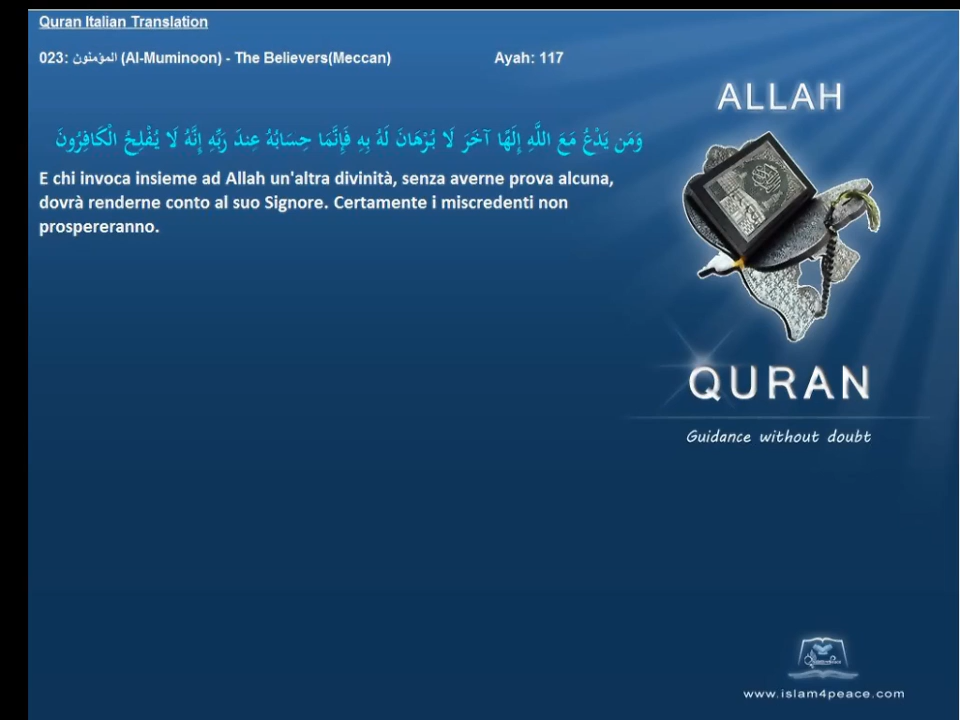 Quran Italian Translation
023: المؤمنون (Al-Muminoon) - The Believers(Meccan) Ayah: 117
ALLAH
وَمَن يَدْعُ مَعَ اللَّهِ إِلَهًا آخَرَ لَا بُرْهَانَ لَهُ بِهِ فَإِنَّمَا حِسَابُهُ عِندَ رَبِّهِ إِنَّهُ لَا يُفْلِحُ الْكَافِرُونَ
E chi invoca insieme ad Allah un'altra divinità, senza averne prova alcuna,
dovrà renderne conto al suo Signore. Certamente i miscredenti non
prospereranno.
QURAN
Guidance without doubt
www.islam4peace.com